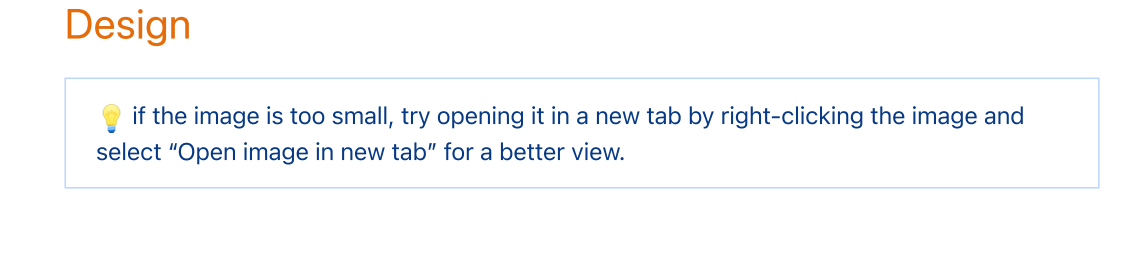 Design
💡 if the image is too small, try opening it in a new tab by right-clicking the image and
select “Open image in new tab” for a better view.